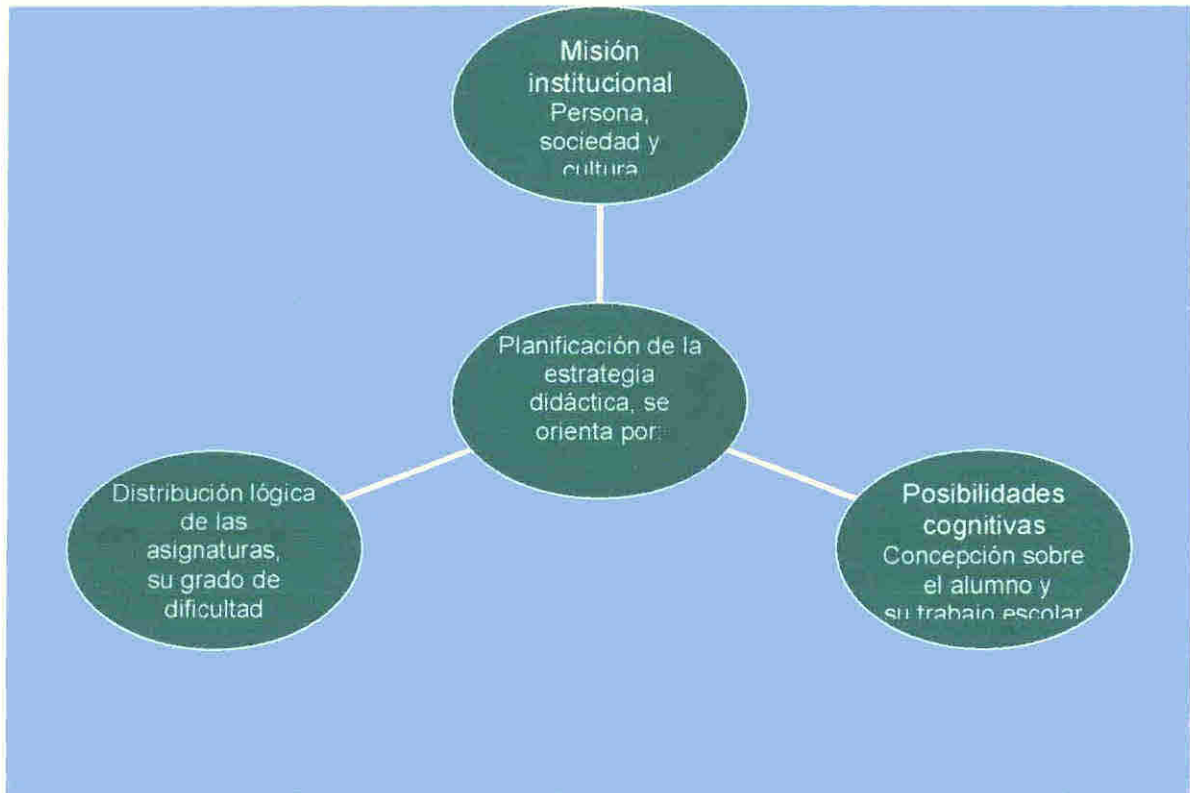 Misión
institucional
Persona,
sociedad y
cultura
Planificación de la
estrategia
didáctica, se
orienta por:
Distribución lógica
de las
asignaturas,
su grado de
dificultad
Posibilidades
cognitivas
Concepción sobre
el alumno y
su trabajo escolar